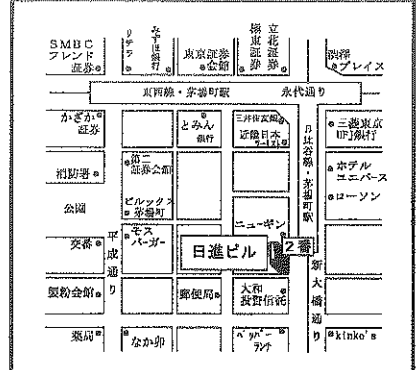 SMBC
フレンド
証券
リテラ
みずほ
銀行
東京証券
会館
東証券
立花証券
渋澤
プレイス
東西線・茅場町駅
永代通り
かざか
証券
とみん
銀行
三井住友銀行
近畿日本
ツーリスト
日比谷線・茅場町駅
三菱東京
UFJ銀行
消防署
第二
証券会館
ホテル
ユニバース
ローソン
公園
ビルックス
茅場町
ニューギン
交番
平成通り
モス
バーガー
日進ビル
2番
新大橋通り
製粉会館
郵便局
大和
投資信託
薬局
なか卯
ランチ
kinko's